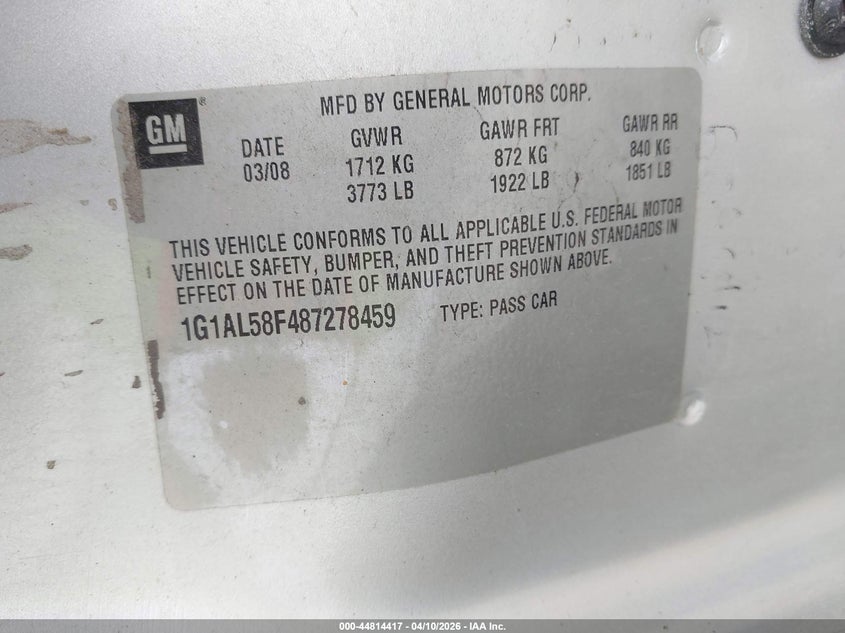 GM
MFD BY GENERAL MOTORS CORP.
DATE GVWR GAWR FRT GAWR RR
03/08 1712 KG 872 KG 840 KG
3773 LB 1922 LB 1851 LB
THIS VEHICLE CONFORMS TO ALL APPLICABLE U.S. FEDERAL MOTOR
VEHICLE SAFETY, BUMPER, AND THEFT PREVENTION STANDARDS IN
EFFECT ON THE DATE OF MANUFACTURE SHOWN ABOVE.
1G1AL58F487278459 TYPE: PASS CAR
000-44814417 - 04/10/2026 - IAA Inc.